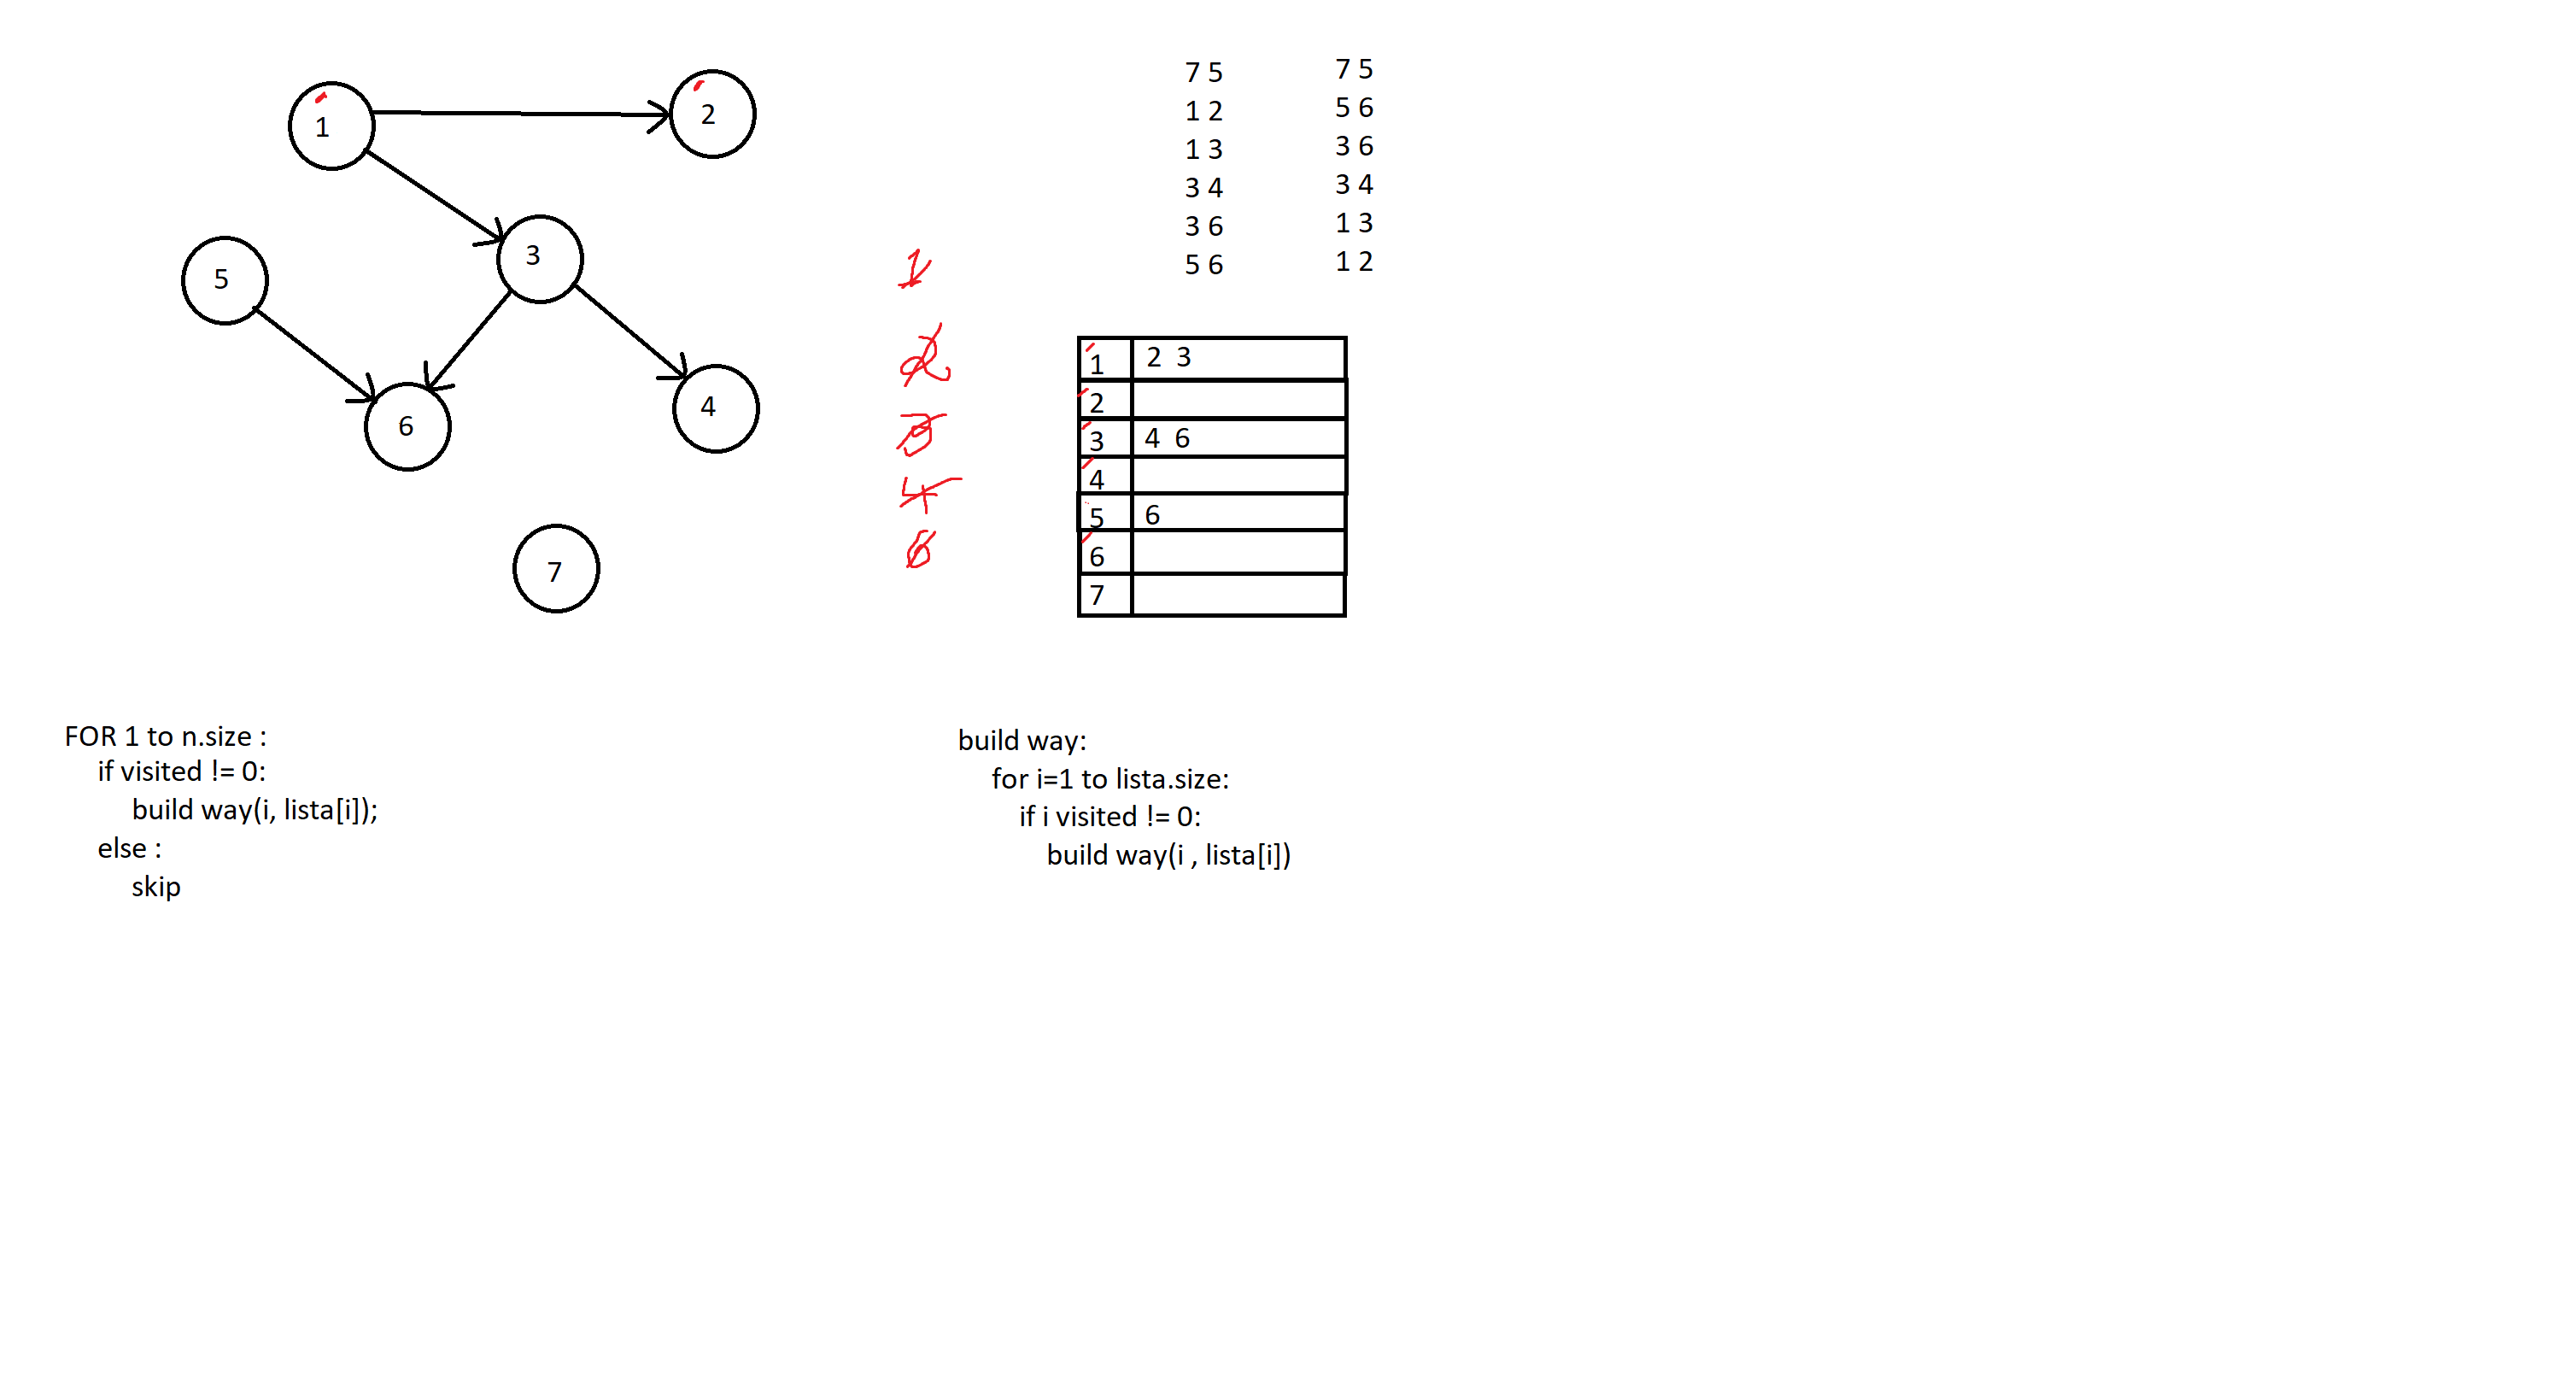 1
2
3
5
6
4
7
7 5
1 2
1 3
3 4
3 6
5 6
7 5
5 6
3 6
3 4
1 3
1 2
1
2
3
4
6
1 2 3
2
3 4 6
4
5 6
6
7
FOR 1 to n.size :
if visited != 0:
build way(i, lista[i]);
else :
skip
build way:
for i=1 to lista.size:
if i visited != 0:
build way(i , lista[i])